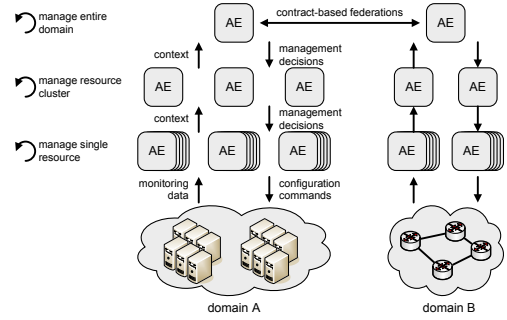 manage entire
domain
AE
contract-based federations
AE
context
management
decisions
manage resource
cluster
AE
AE
AE
AE
AE
context
management
decisions
manage single
resource
AE
AE
AE
AE
AE
monitoring
data
configuration
commands
domain A
domain B